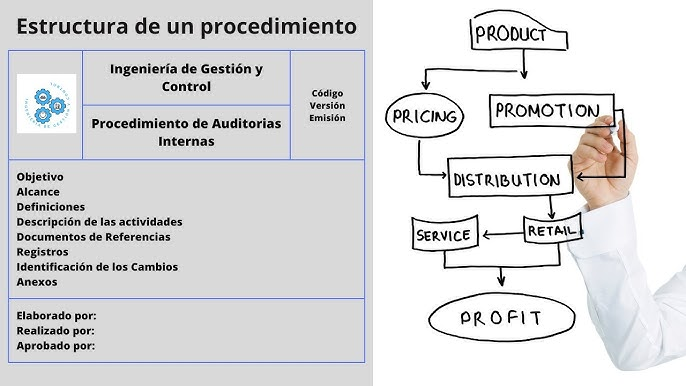 Estructura de un procedimiento
Ingeniería de Gestión y
Control
Procedimiento de Auditorias
Internas
Código
Versión
Emisión
Objetivo
Alcance
Definiciones
Descripción de las actividades
Documentos de Referencias
Registros
Identificación de los Cambios
Anexos
Elaborado por:
Realizado por:
Aprobado por:
PRODUCT
PRICING
PROMOTION
DISTRIBUTION
SERVICE
RETAIL
PROFIT